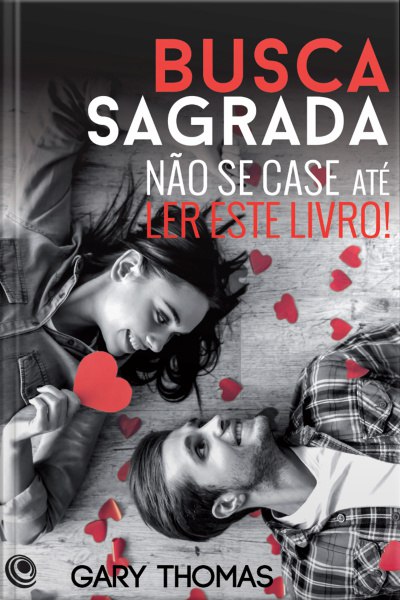 BUSCA
SAGRADA
NÃO SE CASE ATÉ
LER ESTE LIVRO!
GARY THOMAS